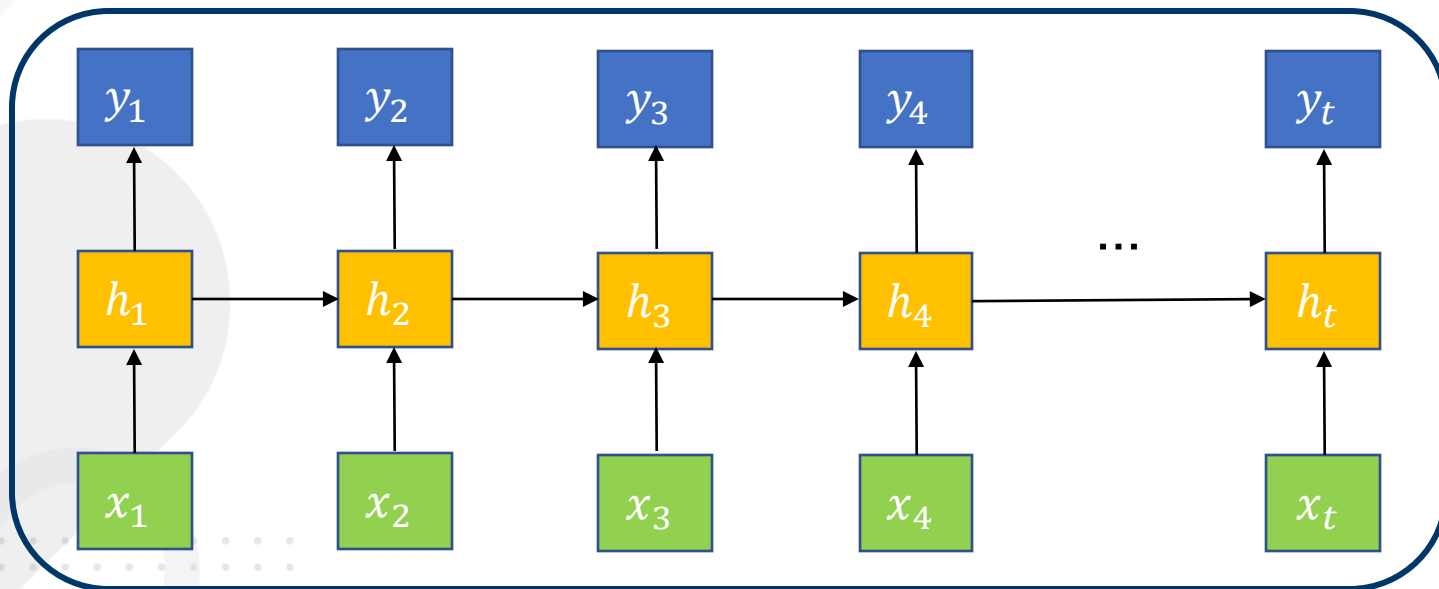 y₁ y₂ y₃ y₄ yₜ
...
h₁ h₂ h₃ h₄ hₜ
x₁ x₂ x₃ x₄ xₜ